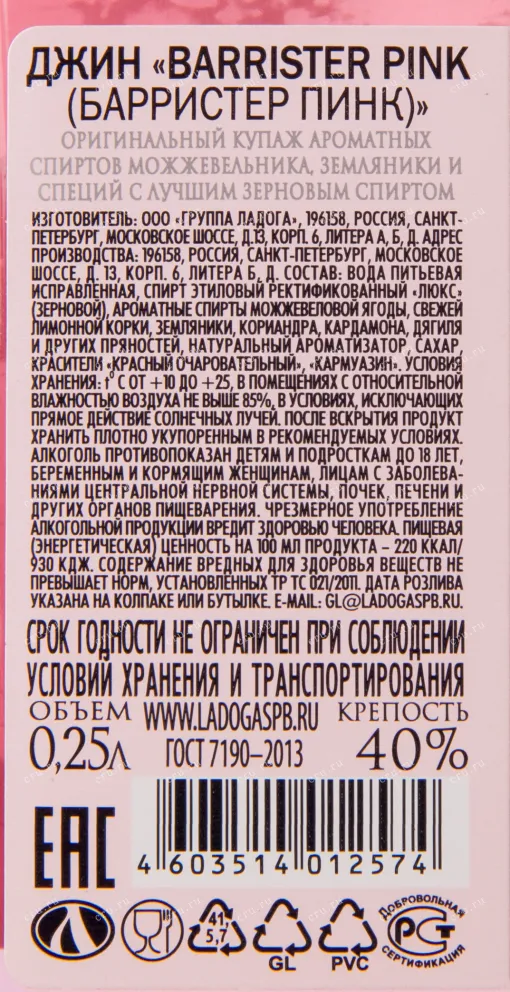 ДЖИН «BARRISTER PINK
(БАРРИСТЕР ПИНК)»
ОРИГИНАЛЬНЫЙ КУПАЖ АРОМАТНЫХ
СПИРТОВ МОЖЖЕВЕЛЬНИКА, ЗЕМЛЯНИКИ И
СПЕЦИЙ С ЛУЧШИМ ЗЕРНОВЫМ СПИРТОМ
ИЗГОТОВИТЕЛЬ: ООО «ГРУППА ЛАДОГА», 196158, РОССИЯ, САНКТ-
ПЕТЕРБУРГ, МОСКОВСКОЕ ШОССЕ, Д.13, КОРП. 6, ЛИТЕРА А, Б, Д. АДРЕС
ПРОИЗВОДСТВА: 196158, РОССИЯ, САНКТ-ПЕТЕРБУРГ, МОСКОВСКОЕ
ШОССЕ, Д. 13, КОРП. 6, ЛИТЕРА Б, Д. СОСТАВ: ВОДА ПИТЬЕВАЯ
ИСПРАВЛЕННАЯ, СПИРТ ЭТИЛОВЫЙ РЕКТИФИКОВАННЫЙ «ЛЮКС»
(ЗЕРНОВОЙ), АРОМАТНЫЕ СПИРТЫ МОЖЖЕВЕЛОВОЙ ЯГОДЫ, СВЕЖЕЙ
ЛИМОННОЙ КОРКИ, ЗЕМЛЯНИКИ, КОРИАНДРА, КАРДАМОНА, ДЯГИЛЯ
И ДРУГИХ ПРЯНОСТЕЙ, НАТУРАЛЬНЫЙ АРОМАТИЗАТОР, САХАР,
КРАСИТЕЛИ «КРАСНЫЙ ОЧАРОВАТЕЛЬНЫЙ», «КАРМУАЗИН». УСЛОВИЯ
ХРАНЕНИЯ: t° С ОТ +10 ДО +25, В ПОМЕЩЕНИЯХ С ОТНОСИТЕЛЬНОЙ
ВЛАЖНОСТЬЮ ВОЗДУХА НЕ ВЫШЕ 85%, В УСЛОВИЯХ, ИСКЛЮЧАЮЩИХ
ПРЯМОЕ ДЕЙСТВИЕ СОЛНЕЧНЫХ ЛУЧЕЙ. ПОСЛЕ ВСКРЫТИЯ ПРОДУКТ
ХРАНИТЬ ПЛОТНО УКУПОРЕННЫМ В РЕКОМЕНДУЕМЫХ УСЛОВИЯХ.
АЛКОГОЛЬ ПРОТИВОПОКАЗАН ДЕТЯМ И ПОДРОСТКАМ ДО 18 ЛЕТ,
БЕРЕМЕННЫМ И КОРМЯЩИМ ЖЕНЩИНАМ, ЛИЦАМ С ЗАБОЛЕВА-
НИЯМИ ЦЕНТРАЛЬНОЙ НЕРВНОЙ СИСТЕМЫ, ПОЧЕК, ПЕЧЕНИ И
ДРУГИХ ОРГАНОВ ПИЩЕВАРЕНИЯ. ЧРЕЗМЕРНОЕ УПОТРЕБЛЕНИЕ
АЛКОГОЛЬНОЙ ПРОДУКЦИИ ВРЕДИТ ЗДОРОВЬЮ ЧЕЛОВЕКА. ПИЩЕВАЯ
(ЭНЕРГЕТИЧЕСКАЯ) ЦЕННОСТЬ НА 100 МЛ ПРОДУКТА – 220 ККАЛ/
930 КДЖ. СОДЕРЖАНИЕ ВРЕДНЫХ ДЛЯ ЗДОРОВЬЯ ВЕЩЕСТВ НЕ
ПРЕВЫШАЕТ НОРМ, УСТАНОВЛЕННЫХ ТР ТС 021/2011. ДАТА РОЗЛИВА
УКАЗАНА НА КОЛПАКЕ ИЛИ БУТЫЛКЕ. E-MAIL: GL@LADOGASPB.RU.
СРОК ГОДНОСТИ НЕ ОГРАНИЧЕН ПРИ СОБЛЮДЕНИИ
УСЛОВИЙ ХРАНЕНИЯ И ТРАНСПОРТИРОВАНИЯ
ОБЪЕМ WWW.LADOGASPB.RU КРЕПОСТЬ
0,25Л ГОСТ 7190–2013 40%
EAC
4 603514 012574
41,
5,7
GL
PVC
ДОБРОВОЛЬНАЯ
РСТ
СЕРТИФИКАЦИЯ